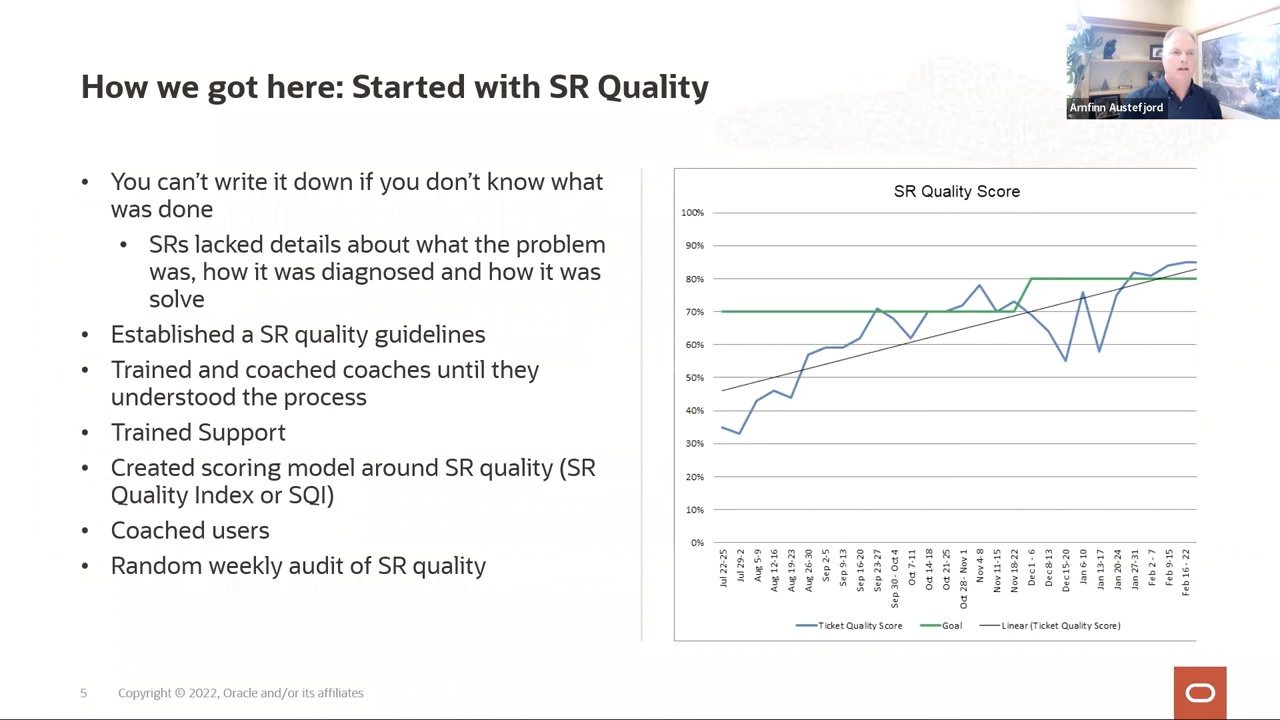 How we got here: Started with SR Quality
Arnfinn Austefjord
• You can't write it down if you don't know what
was done
• SRs lacked details about what the problem
was, how it was diagnosed and how it was
solve
• Established a SR quality guidelines
• Trained and coached coaches until they
understood the process
• Trained Support
• Created scoring model around SR quality (SR
Quality Index or SQI)
• Coached users
• Random weekly audit of SR quality
SR Quality Score
100%
90%
80%
70%
60%
50%
40%
30%
20%
10%
0%
Jul 22-25
Jul 29-2
Aug 5-9
Aug 12-16
Aug 19-23
Aug 26-30
Sep 2-5
Sep 9-13
Sep 16-20
Sep 23-27
Sep 30 - Oct 4
Oct 7-11
Oct 14-18
Oct 21-25
Oct 28- Nov 1
Nov 4-8
Nov 11-15
Nov 18-22
Dec 1 - 6
Dec 8-13
Dec15-20
Jan 6-10
Jan 13-17
Jan 20-24
Jan 27-31
Feb 2 - 7
Feb 9-15
Feb 16 - 22
Ticket Quality Score
Goal
Linear (Ticket Quality Score)
5
Copyright © 2022, Oracle and/or its affiliates